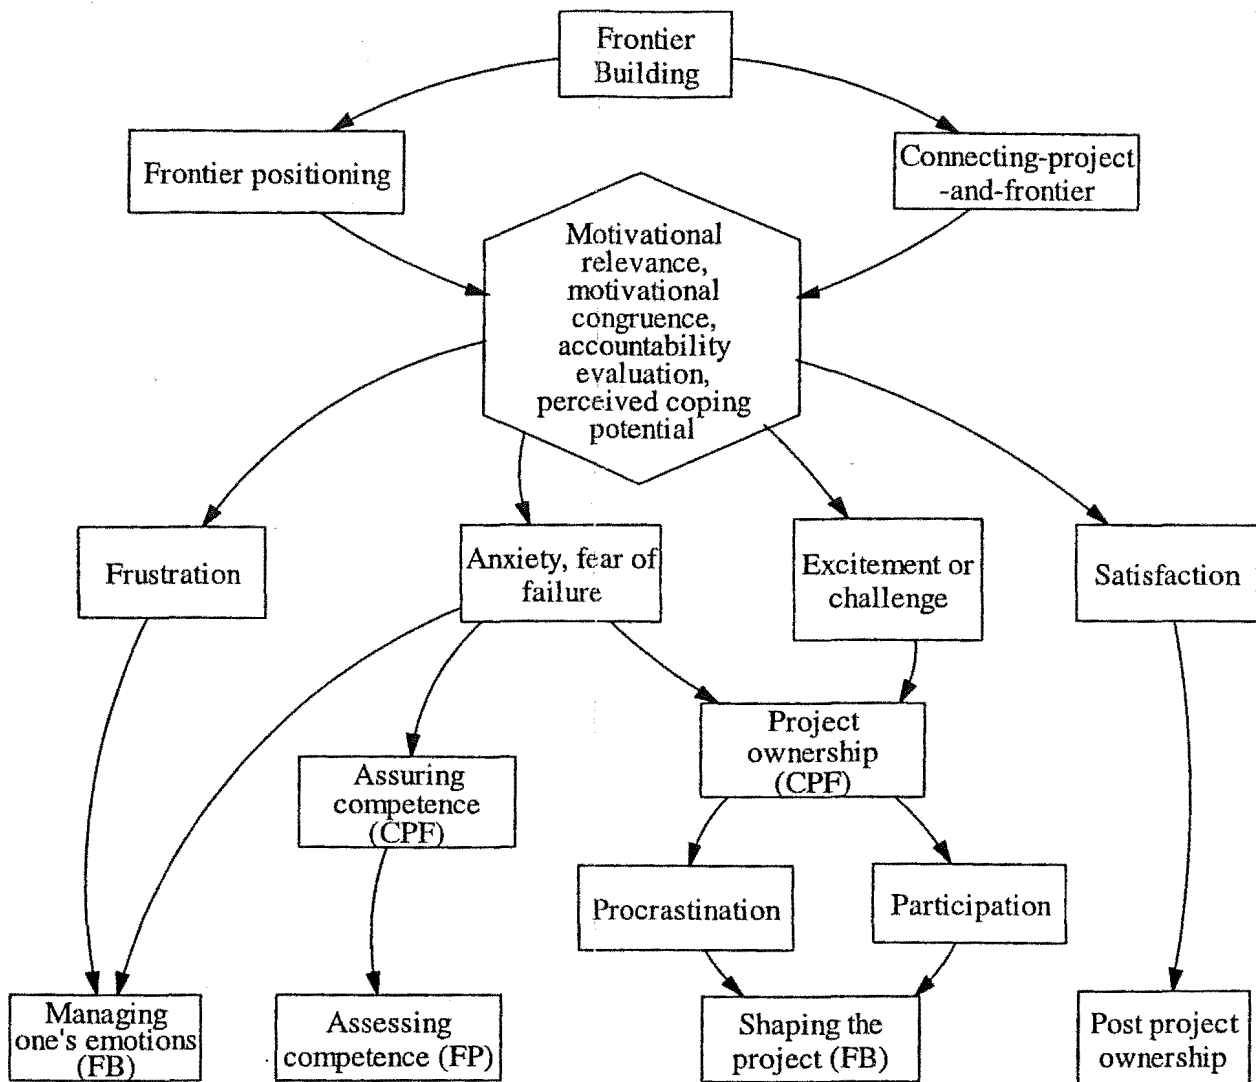 Frontier
Building
Frontier positioning
Connecting-project
-and-frontier
Motivational
relevance,
motivational
congruence,
accountability
evaluation,
perceived coping
potential
Frustration
Anxiety, fear of
failure
Excitement or
challenge
Satisfaction
Project
ownership
(CPF)
Assuring
competence
(CPF)
Procrastination
Participation
Managing
one's emotions
(FB)
Assessing
competence (FP)
Shaping the
project (FB)
Post project
ownership